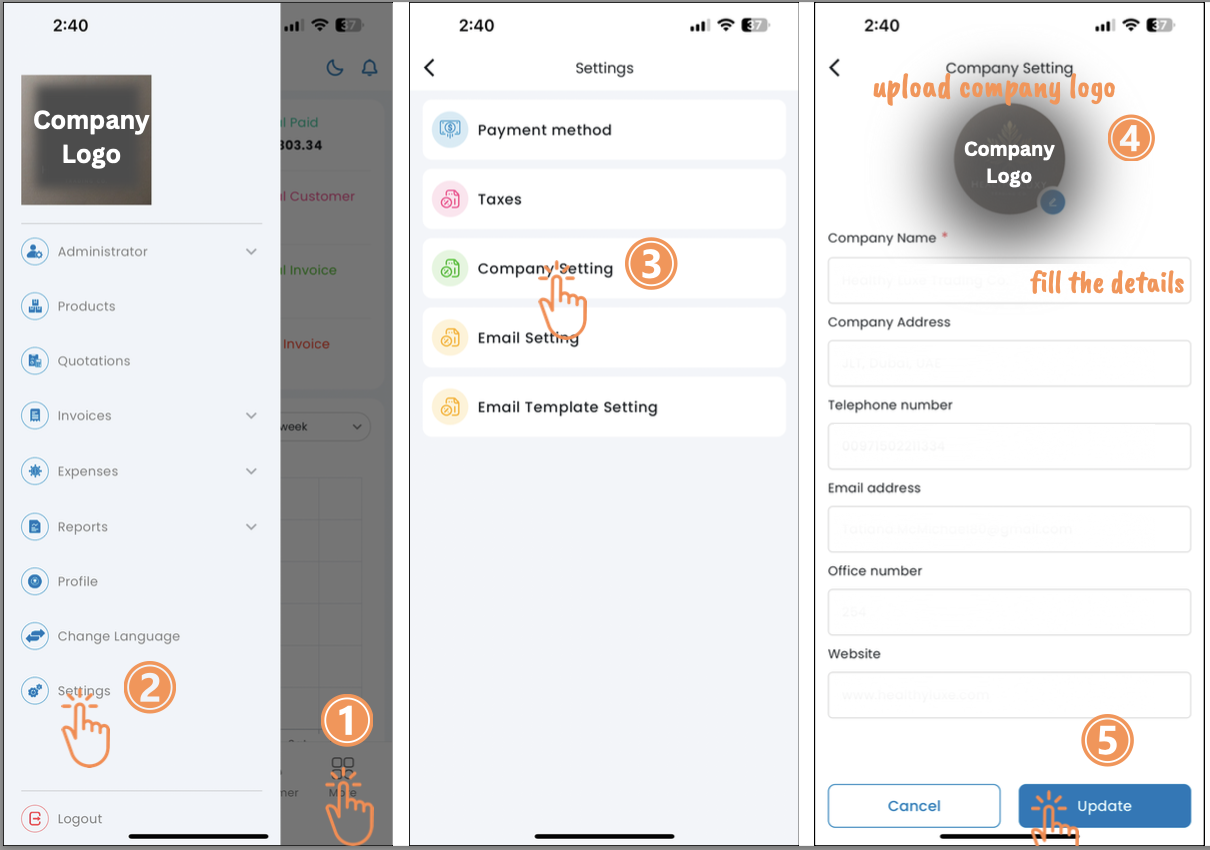 2:40
37
Company
Logo
l Paid
303.34
l Customer
l Invoice
Invoice
week
Administrator
Products
Quotations
Invoices
Expenses
Reports
Profile
Change Language
Settings
2
1
mer
More
Logout
2:40
37
Settings
Payment method
Taxes
Company Setting
3
Email Setting
Email Template Setting
2:40
37
Company Setting
upload company logo
4
Company
Logo
Company Name *
fill the details
Company Address
Telephone number
Email address
Office number
264
Website
5
Cancel
Update